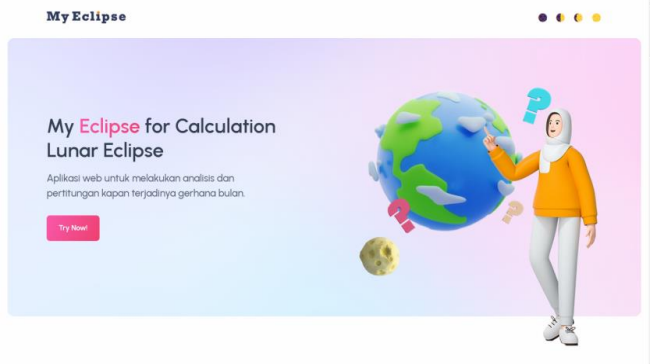 My Eclipse
My Eclipse for Calculation
Lunar Eclipse
Aplikasi web untuk melakukan analisis dan
pertitungan kapan terjadinya gerhana bulan.
Try Now!
?
?
?